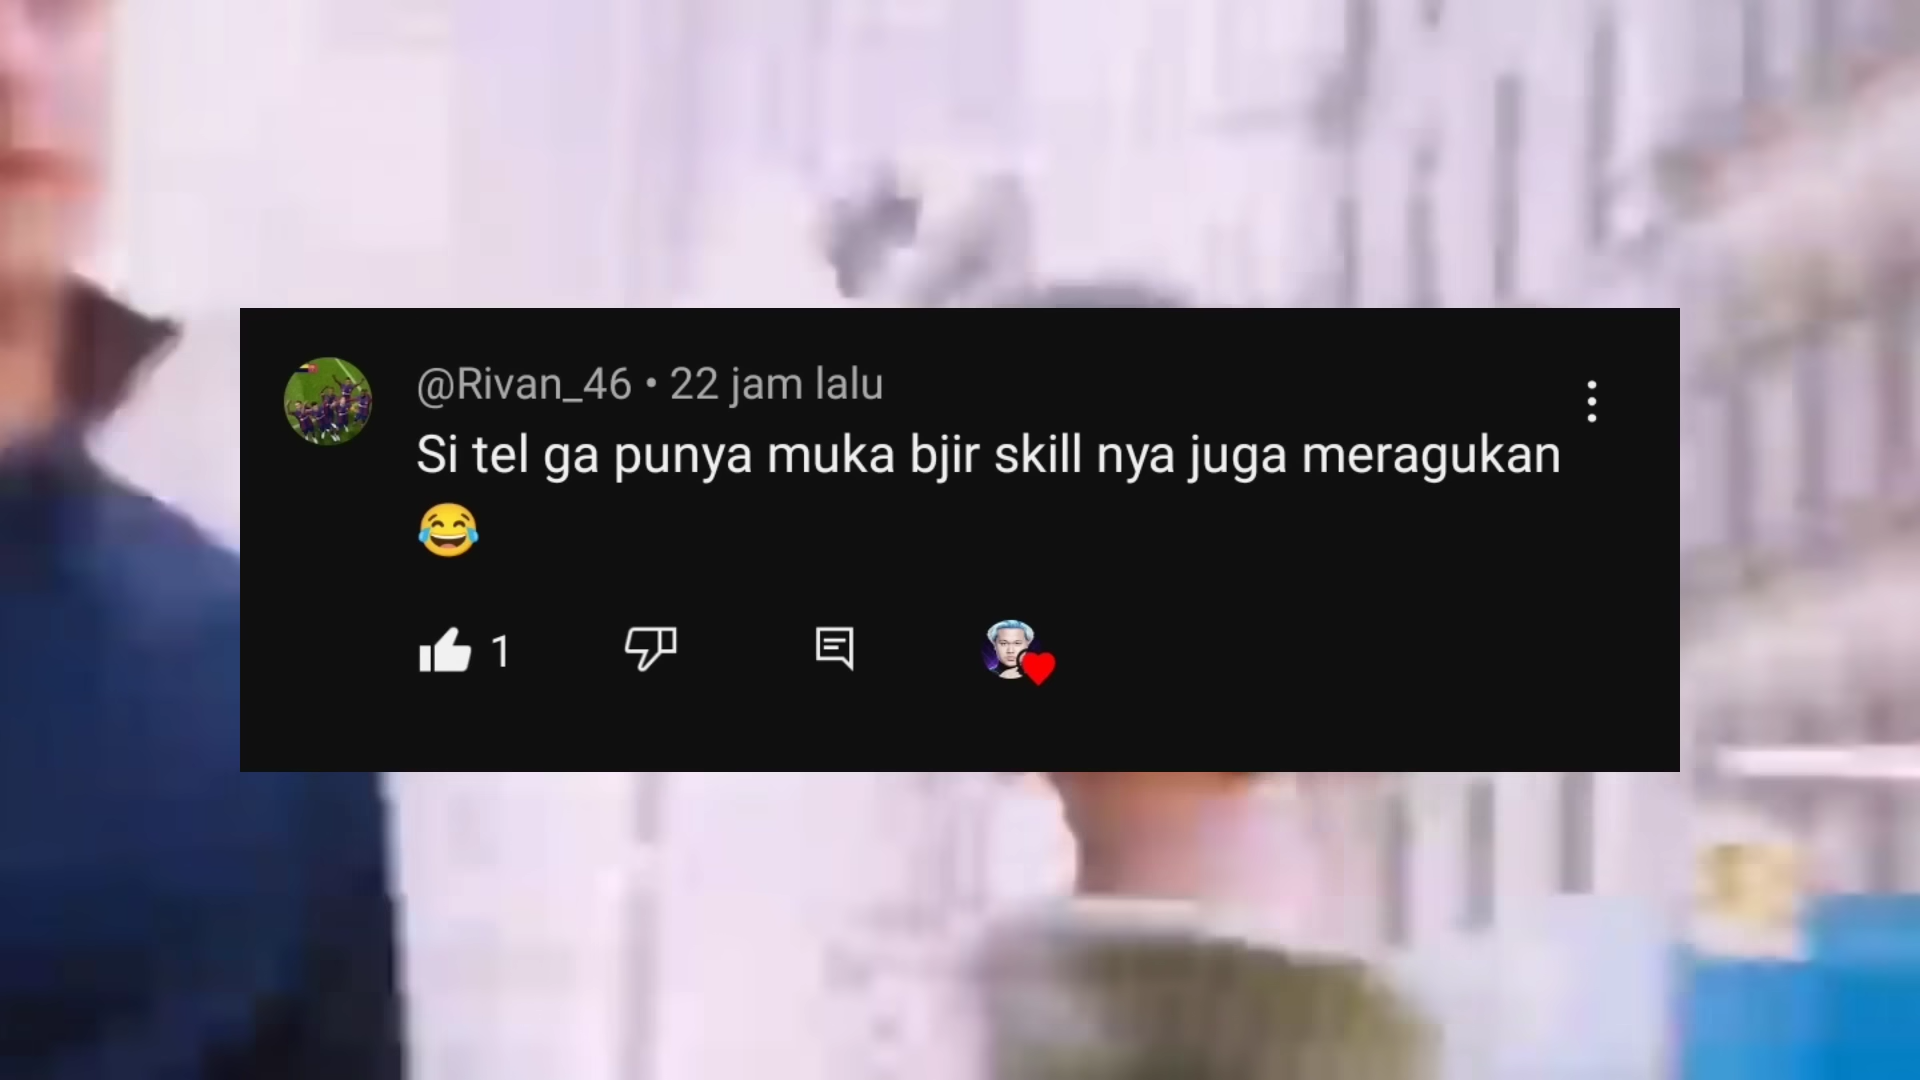 @Rivan_46 • 22 jam lalu
Si tel ga punya muka bjir skill nya juga meragukan
😂
1